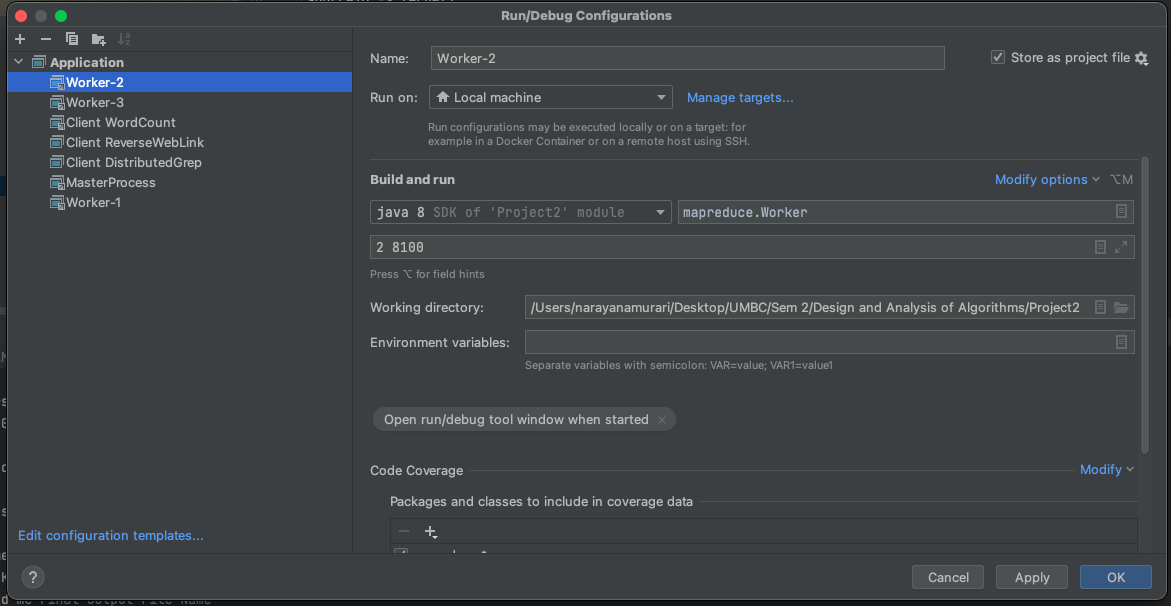 Run/Debug Configurations
Application
Worker-2
Worker-3
Client WordCount
Client ReverseWebLink
Client DistributedGrep
MasterProcess
Worker-1
Edit configuration templates...
Name: Worker-2
Store as project file
Run on: Local machine
Manage targets...
Run configurations may be executed locally or on a target: for
example in a Docker Container or on a remote host using SSH.
Build and run
Modify options ⌥M
java 8 SDK of 'Project2' module
mapreduce.Worker
2 8100
Press ⌥ for field hints
Working directory: /Users/narayanamurari/Desktop/UMBC/Sem 2/Design and Analysis of Algorithms/Project2
Environment variables:
Separate variables with semicolon: VAR=value; VAR1=value1
Open run/debug tool window when started
Code Coverage
Modify
Packages and classes to include in coverage data
?
Cancel
Apply
OK